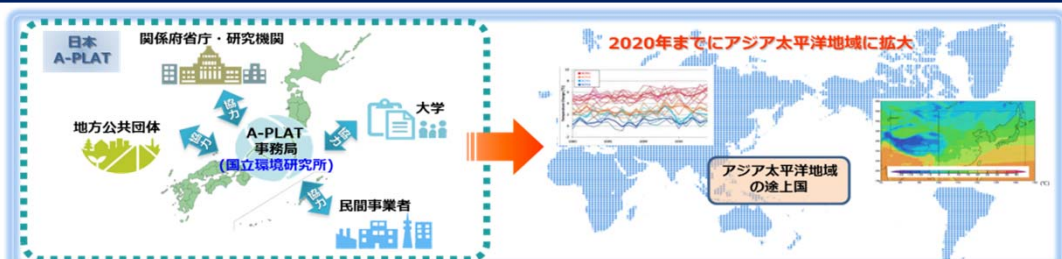 日本
A-PLAT
関係府省庁・研究機関
協力
地方公共団体
協力
A-PLAT
事務局
(国立環境研究所)
協力
大学
協力
民間事業者
2020年までにアジア太平洋地域に拡大
アジア太平洋地域
の途上国
(℃)